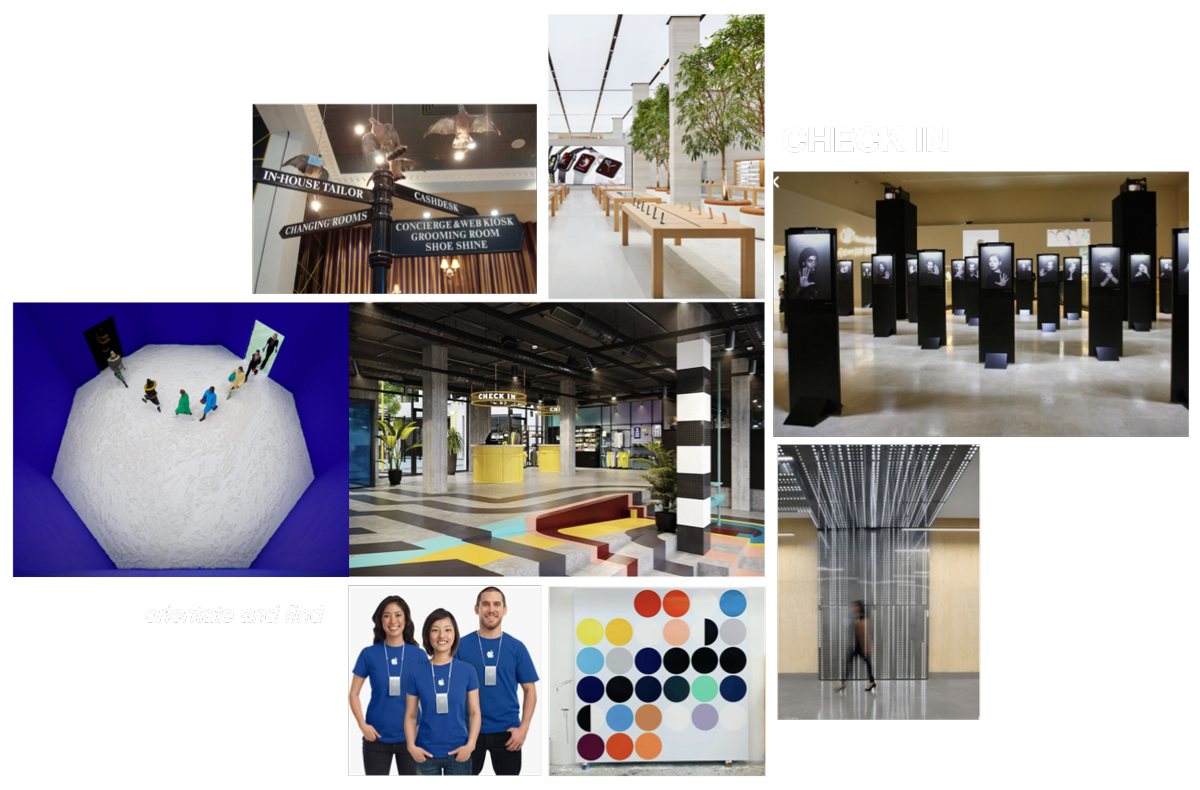 CHECK IN
IN-HOUSE TAILOR
CASHDESK
CHANGING ROOMS
CONCIERGE & WEB KIOSK
GROOMING ROOM
SHOE SHINE
CHECK IN
orientate and find